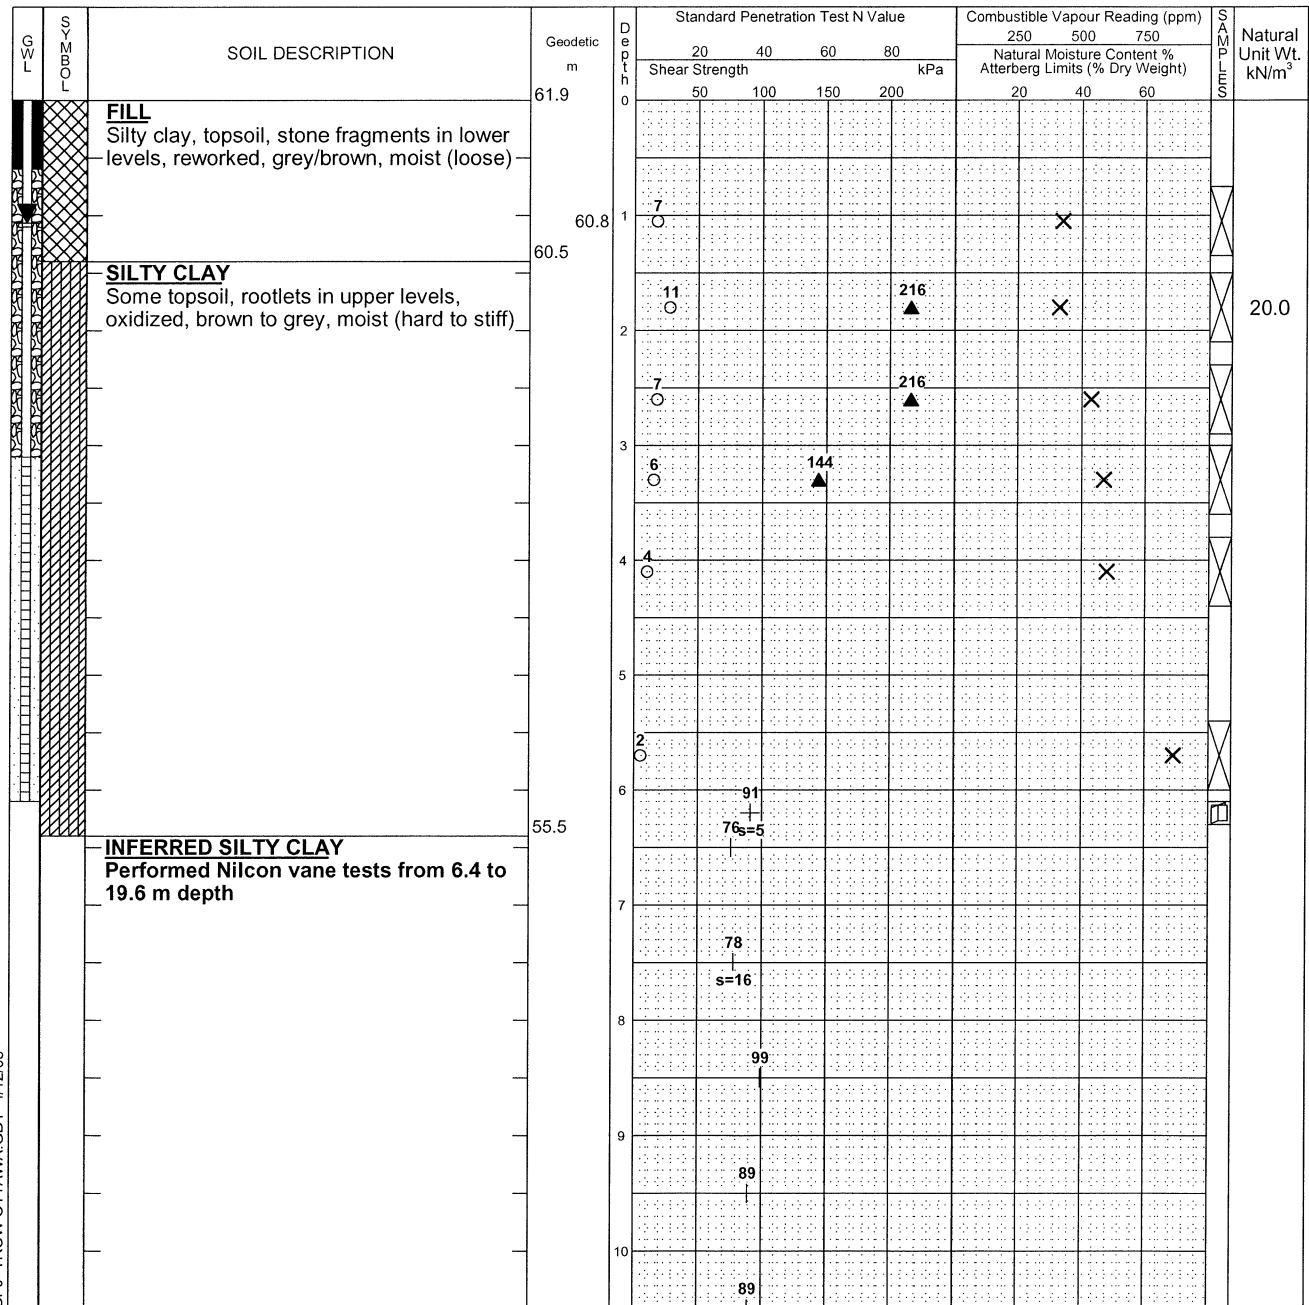 GWL
SYMBOL
SOIL DESCRIPTION
Geodetic
m
Depth
Standard Penetration Test N Value
20 40 60 80
Shear Strength kPa
50 100 150 200
Combustible Vapour Reading (ppm)
250 500 750
Natural Moisture Content %
Atterberg Limits (% Dry Weight)
20 40 60
SAMPLES
Natural
Unit Wt.
kN/m³
61.9
0
FILL
Silty clay, topsoil, stone fragments in lower
levels, reworked, grey/brown, moist (loose)
7
60.8
1
60.5
SILTY CLAY
Some topsoil, rootlets in upper levels,
oxidized, brown to grey, moist (hard to stiff)
11
216
20.0
2
7
216
3
6
144
4
4
5
2
6
91
76
s=5
55.5
INFERRED SILTY CLAY
Performed Nilcon vane tests from 6.4 to
19.6 m depth
7
78
s=16
8
99
9
89
10
89